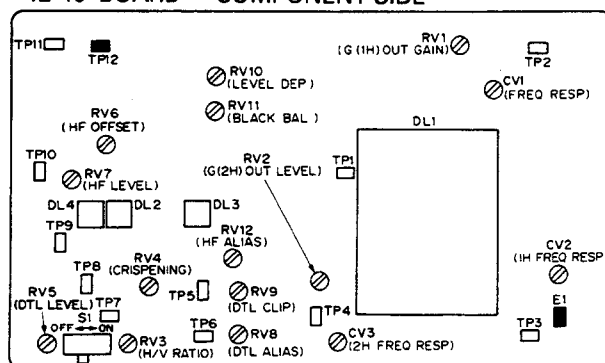 BOARD COMPONENT SIDE
TP11
TP12
RV10
(LEVEL DEP)
RV11
(BLACK BAL )
RV1
(G (1H) OUT GAIN)
TP2
CV1
(FREQ RESP)
DL1
RV6
(HF OFFSET)
TP10
RV7
(HF LEVEL)
RV2
(G(2H) OUT LEVEL)
TP1
DL4
DL2
DL3
TP9
RV12
(HF ALIAS)
RV4
(CRISPENING)
TP8
CV2
(1H FREQ RESP
RV5
(DTL LEVEL)
TP7
TP5
RV9
(DTL CLIP)
TP4
E1
S1
OFF ↔ ON
RV3
(H/V RATIO)
TP6
RV8
(DTL ALIAS)
CV3
(2H FREQ RESP)
TP3